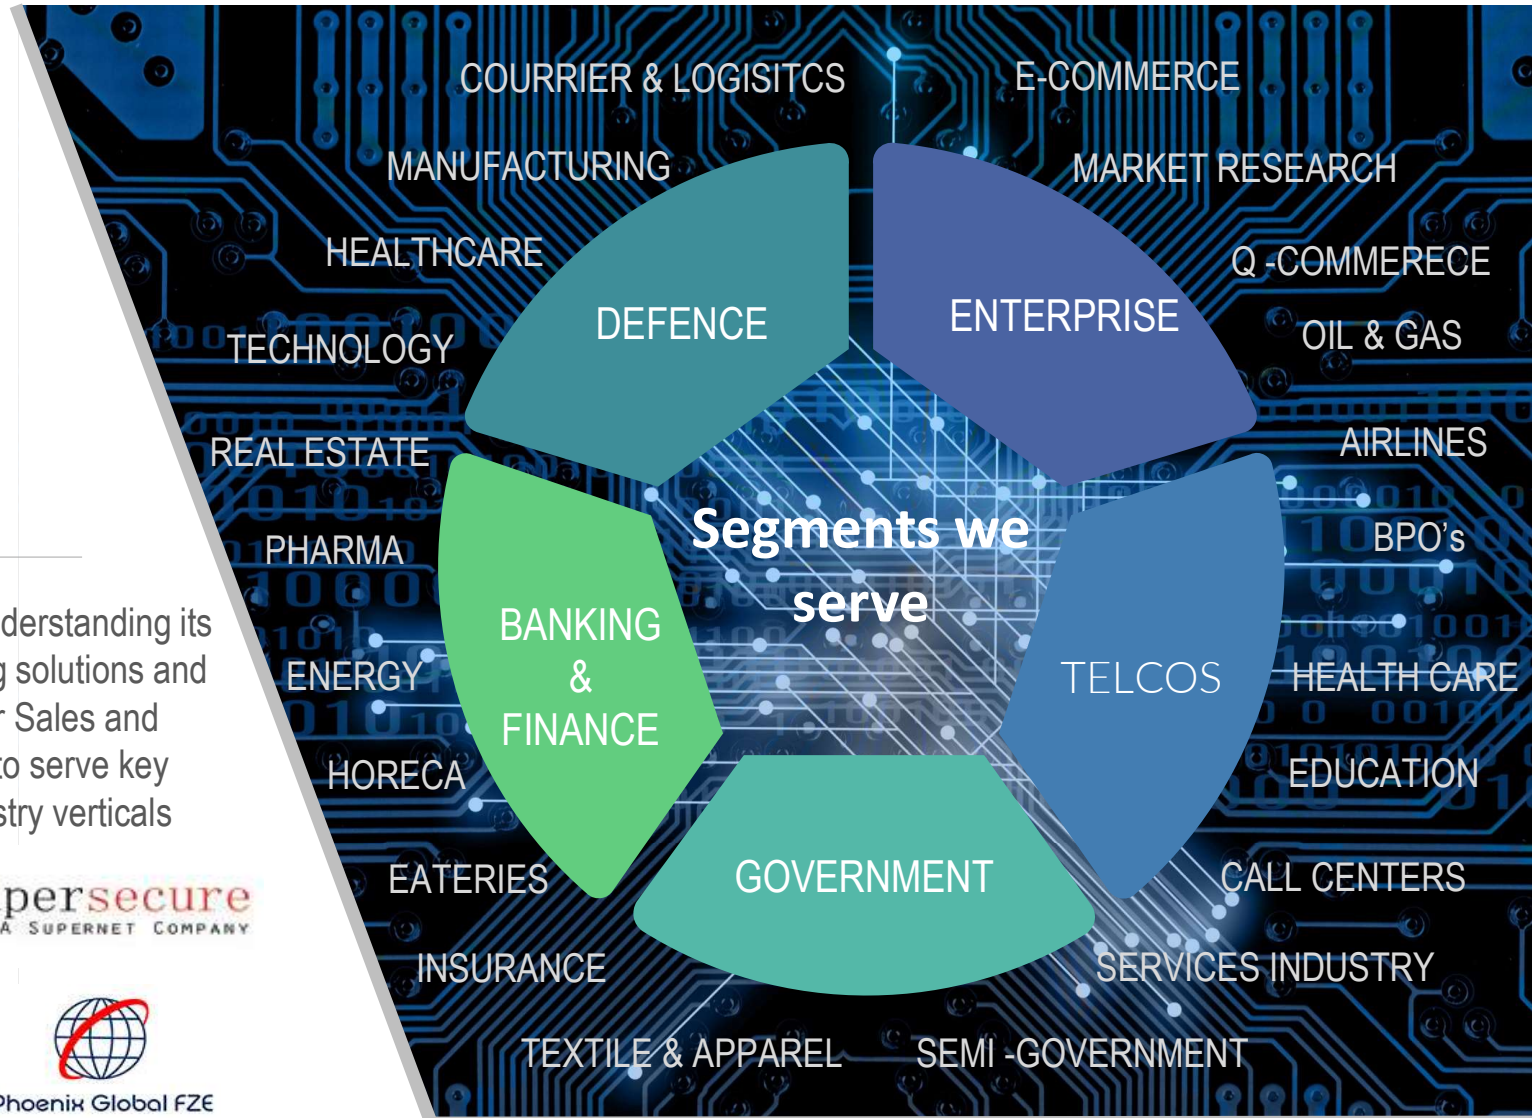 COURRIER & LOGISITCS
E-COMMERCE
MANUFACTURING
MARKET RESEARCH
HEALTHCARE
Q -COMMERECE
DEFENCE
ENTERPRISE
TECHNOLOGY
OIL & GAS
REAL ESTATE
AIRLINES
Segments we
serve
PHARMA
BPO's
BANKING
&
FINANCE
TELCOS
ENERGY
HEALTH CARE
HORECA
EDUCATION
EATERIES
GOVERNMENT
CALL CENTERS
INSURANCE
SERVICES INDUSTRY
TEXTILE & APPAREL
SEMI -GOVERNMENT
derstanding its
g solutions and
r Sales and
to serve key
stry verticals
persecure
A SUPERNET COMPANY
Phoenix Global FZE